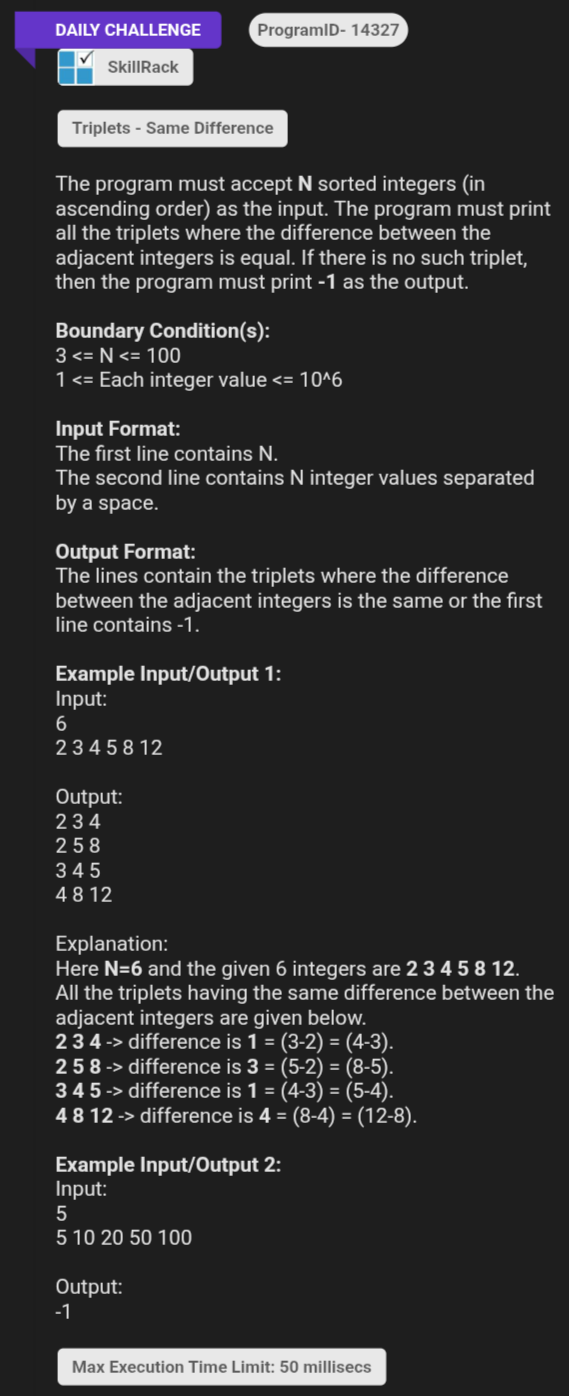 DAILY CHALLENGE
ProgramID- 14327
SkillRack
Triplets - Same Difference
The program must accept N sorted integers (in
ascending order) as the input. The program must print
all the triplets where the difference between the
adjacent integers is equal. If there is no such triplet,
then the program must print -1 as the output.
Boundary Condition(s):
3 <= N <= 100
1 <= Each integer value <= 10^6
Input Format:
The first line contains N.
The second line contains N integer values separated
by a space.
Output Format:
The lines contain the triplets where the difference
between the adjacent integers is the same or the first
line contains -1.
Example Input/Output 1:
Input:
6
2 3 4 5 8 12
Output:
2 3 4
2 5 8
3 4 5
4 8 12
Explanation:
Here N=6 and the given 6 integers are 2 3 4 5 8 12.
All the triplets having the same difference between the
adjacent integers are given below.
2 3 4 -> difference is 1 = (3-2) = (4-3).
2 5 8 -> difference is 3 = (5-2) = (8-5).
3 4 5 -> difference is 1 = (4-3) = (5-4).
4 8 12 -> difference is 4 = (8-4) = (12-8).
Example Input/Output 2:
Input:
5
5 10 20 50 100
Output:
-1
Max Execution Time Limit: 50 millisecs